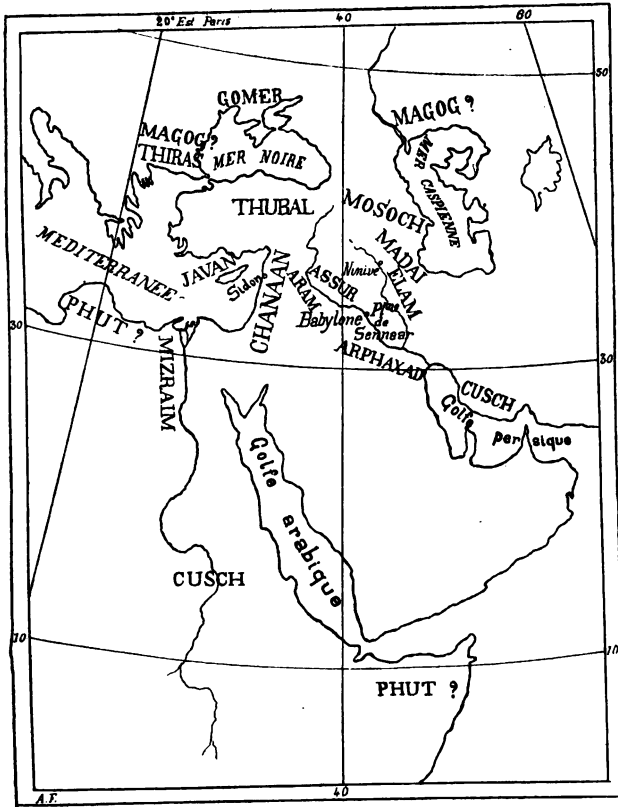 20° Est Paris
40
60
50
GOMER
MAGOG ?
MAGOG ?
THIRAS
MER NOIRE
MER CASPIENNE
THUBAL
MOSOCH
MADAI
MEDITERRANEE
JAVAN
Sidon
CHANAAN
ARAM
ASSUR
Ninive
ELAM
PHUT ?
30
MIZRAIM
Babylone
plne de Sennaar
ARPHAXAD
30
CUSCH
Golfe persique
Golfe arabique
CUSCH
10
10
PHUT ?
40
A.F.